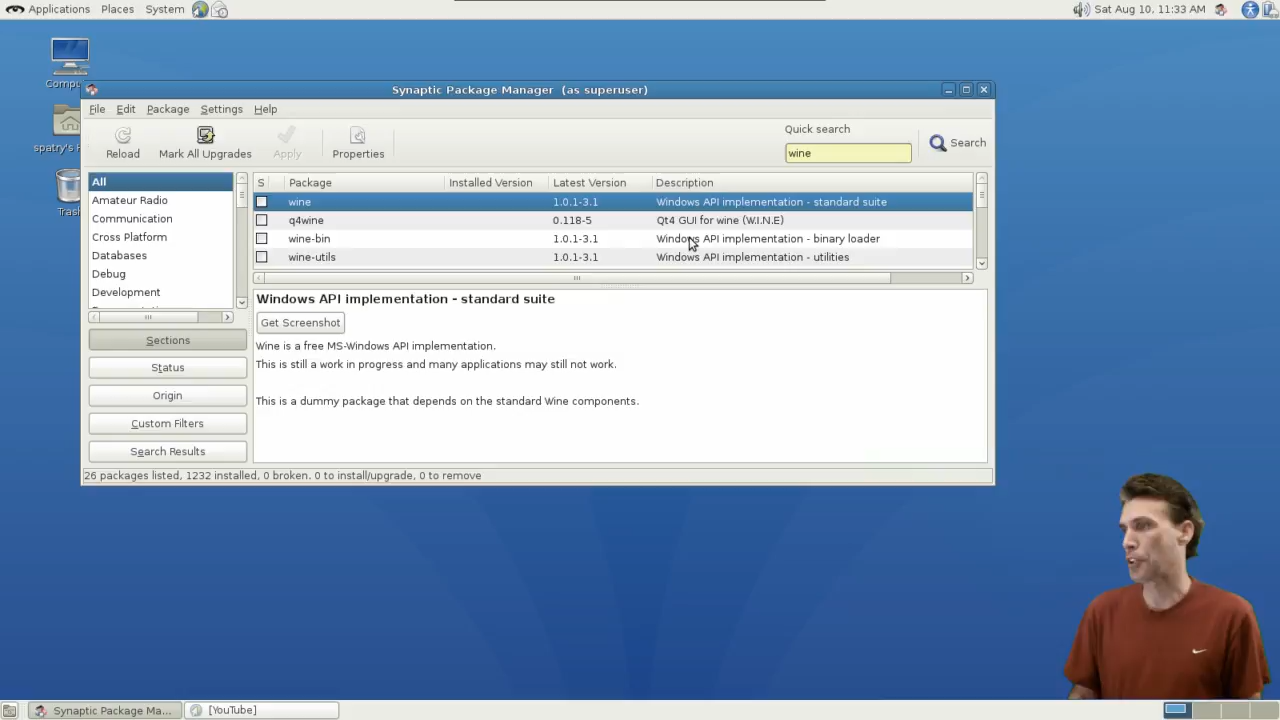 Applications Places System
Sat Aug 10, 11:33 AM
Synaptic Package Manager (as superuser)
File Edit Package Settings Help
Reload
Mark All Upgrades
Apply
Properties
Quick search
wine
Search
All
Amateur Radio
Communication
Cross Platform
Databases
Debug
Development
S Package Installed Version Latest Version Description
wine 1.0.1-3.1 Windows API implementation - standard suite
q4wine 0.118-5 Qt4 GUI for wine (W.I.N.E)
wine-bin 1.0.1-3.1 Windows API implementation - binary loader
wine-utils 1.0.1-3.1 Windows API implementation - utilities
Windows API implementation - standard suite
Get Screenshot
Wine is a free MS-Windows API implementation.
This is still a work in progress and many applications may still not work.
This is a dummy package that depends on the standard Wine components.
Sections
Status
Origin
Custom Filters
Search Results
26 packages listed, 1232 installed, 0 broken. 0 to install/upgrade, 0 to remove
Comp
spatry's
Tras
Synaptic Package Ma...
[YouTube]